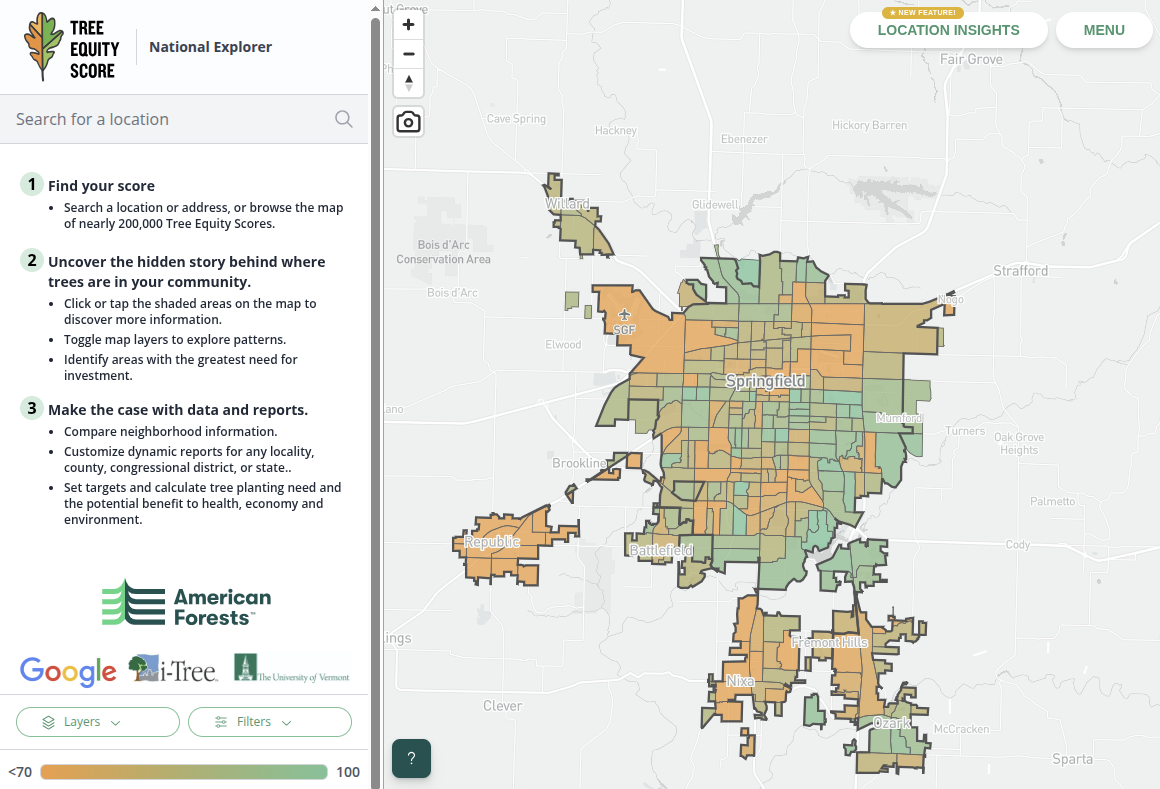 TREE
EQUITY
SCORE
National Explorer
Search for a location
1 Find your score
• Search a location or address, or browse the map
of nearly 200,000 Tree Equity Scores.
2 Uncover the hidden story behind where
trees are in your community.
• Click or tap the shaded areas on the map to
discover more information.
• Toggle map layers to explore patterns.
• Identify areas with the greatest need for
investment.
3 Make the case with data and reports.
• Compare neighborhood information.
• Customize dynamic reports for any locality,
county, congressional district, or state..
• Set targets and calculate tree planting need and
the potential benefit to health, economy and
environment.
American
Forests™
Google
i-Tree
The University of Vermont
Layers
Filters
<70
100
★ NEW FEATURE!
LOCATION INSIGHTS
MENU
Fair Grove
Cave Spring
Hackney
Ebenezer
Hickory Barren
Willard
Glidewell
Bois d'Arc
Conservation Area
Strafford
Bois d'Arc
Nogo
SGF
Elwood
Springfield
Mumford
Turners
Oak Grove
Heights
Brookline
Palmetto
Republic
Battlefield
Cody
Fremont Hills
Nixa
Clever
Ozark
McCracken
Sparta
?